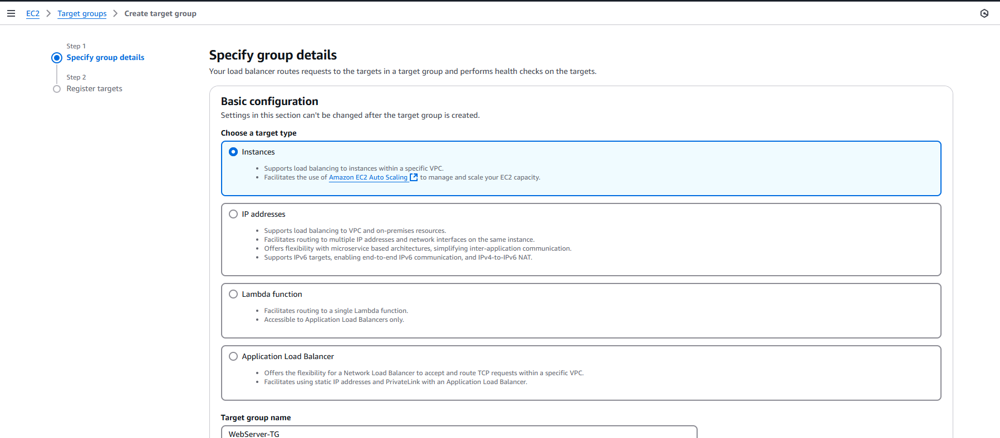 EC2 > Target groups > Create target group
Step 1
Specify group details
Step 2
Register targets
Specify group details
Your load balancer routes requests to the targets in a target group and performs health checks on the targets.
Basic configuration
Settings in this section can't be changed after the target group is created.
Choose a target type
Instances
• Supports load balancing to instances within a specific VPC.
• Facilitates the use of Amazon EC2 Auto Scaling to manage and scale your EC2 capacity.
IP addresses
• Supports load balancing to VPC and on-premises resources.
• Facilitates routing to multiple IP addresses and network interfaces on the same instance.
• Offers flexibility with microservice based architectures, simplifying inter-application communication.
• Supports IPv6 targets, enabling end-to-end IPv6 communication, and IPv4-to-IPv6 NAT.
Lambda function
• Facilitates routing to a single Lambda function.
• Accessible to Application Load Balancers only.
Application Load Balancer
• Offers the flexibility for a Network Load Balancer to accept and route TCP requests within a specific VPC.
• Facilitates using static IP addresses and PrivateLink with an Application Load Balancer.
Target group name
WebServer-TG